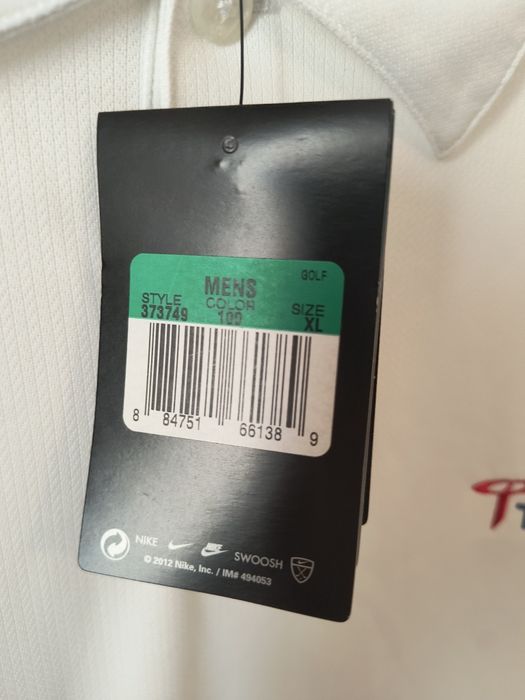 GOLF
MENS
STYLE COLOR SIZE
373749 100 XL
8 84751 66138 9
NIKE SWOOSH
© 2012 Nike, Inc. / IM# 494053